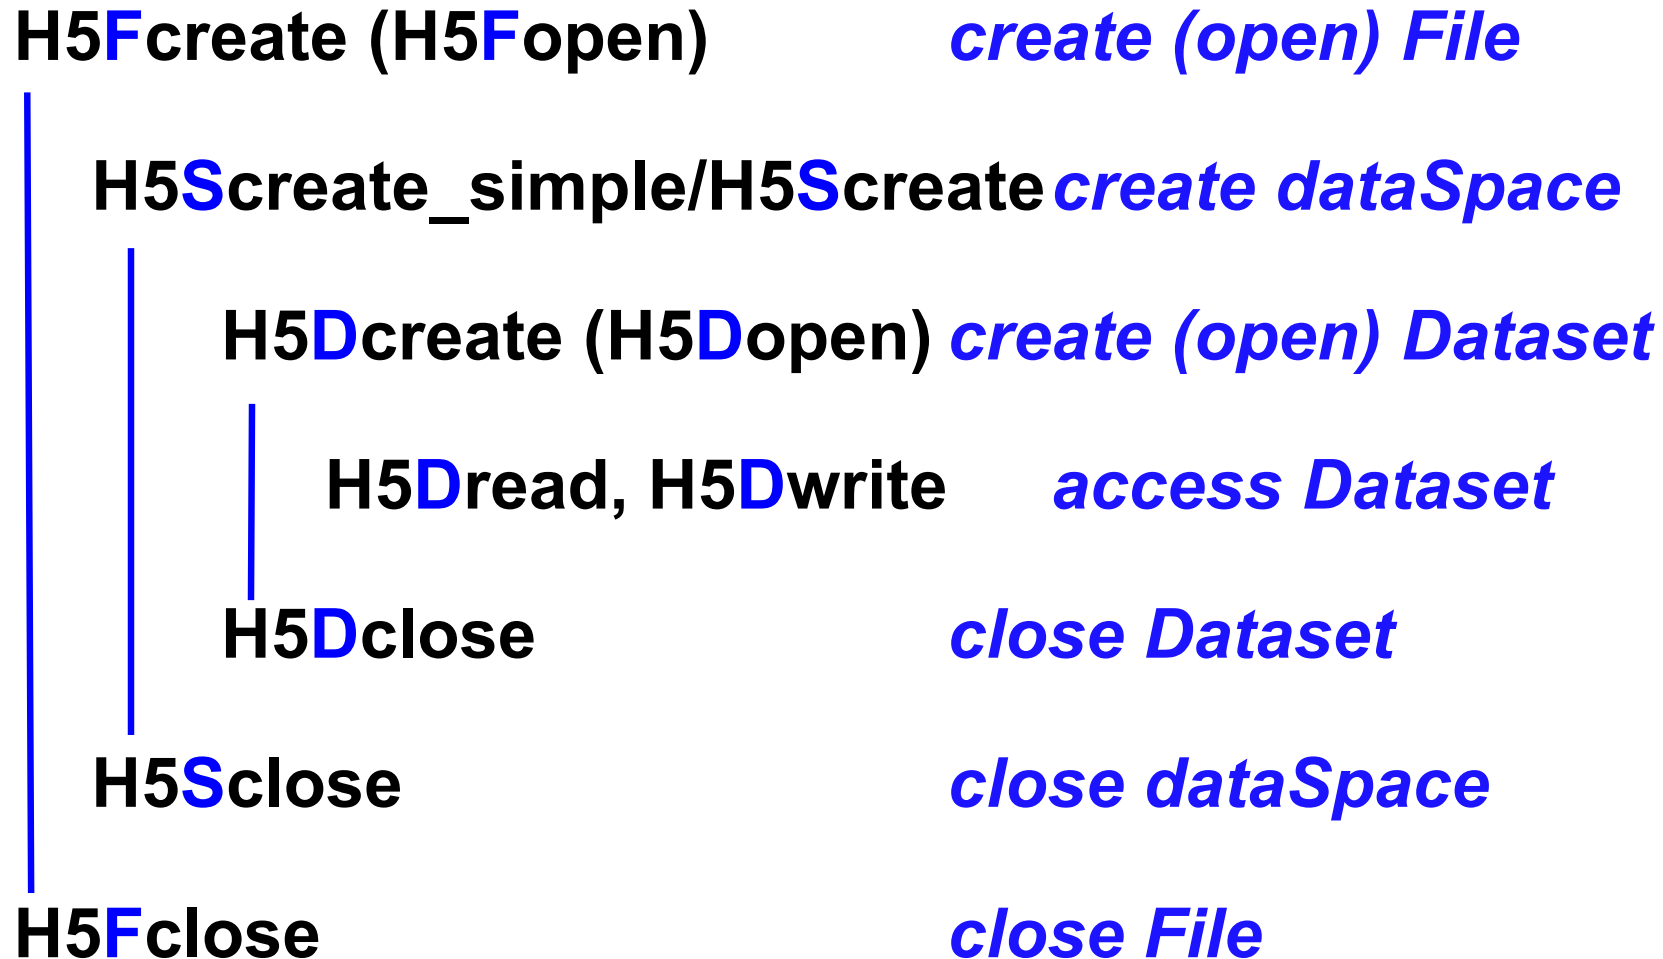 H5Fcreate (H5Fopen) create (open) File
H5Screate_simple/H5Screate create dataSpace
H5Dcreate (H5Dopen) create (open) Dataset
H5Dread, H5Dwrite access Dataset
H5Dclose close Dataset
H5Sclose close dataSpace
H5Fclose close File